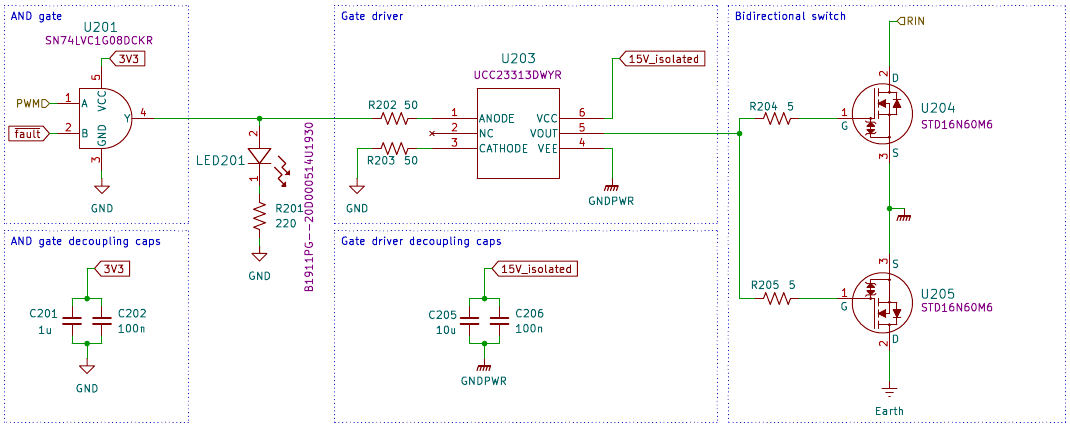 AND gate
U201
SN74LVC1G08DCKR
3V3
5
VCC
PWM
1
A
fault
2
B
Y
4
GND
3
GND
2
LED201
1
B1911PG--20D000514U1930
R201
220
GND
Gate driver
U203
UCC23313DWYR
15V_isolated
R202 50
1
ANODE
VCC
6
2
NC
VOUT
5
R203 50
3
CATHODE
VEE
4
GND
GNDPWR
Bidirectional switch
RIN
2
D
R204 5
1
G
U204
STD16N60M6
3
S
3
S
R205 5
1
G
U205
STD16N60M6
2
D
Earth
AND gate decoupling caps
3V3
C201
1u
C202
100n
GND
Gate driver decoupling caps
15V_isolated
C205
10u
C206
100n
GNDPWR